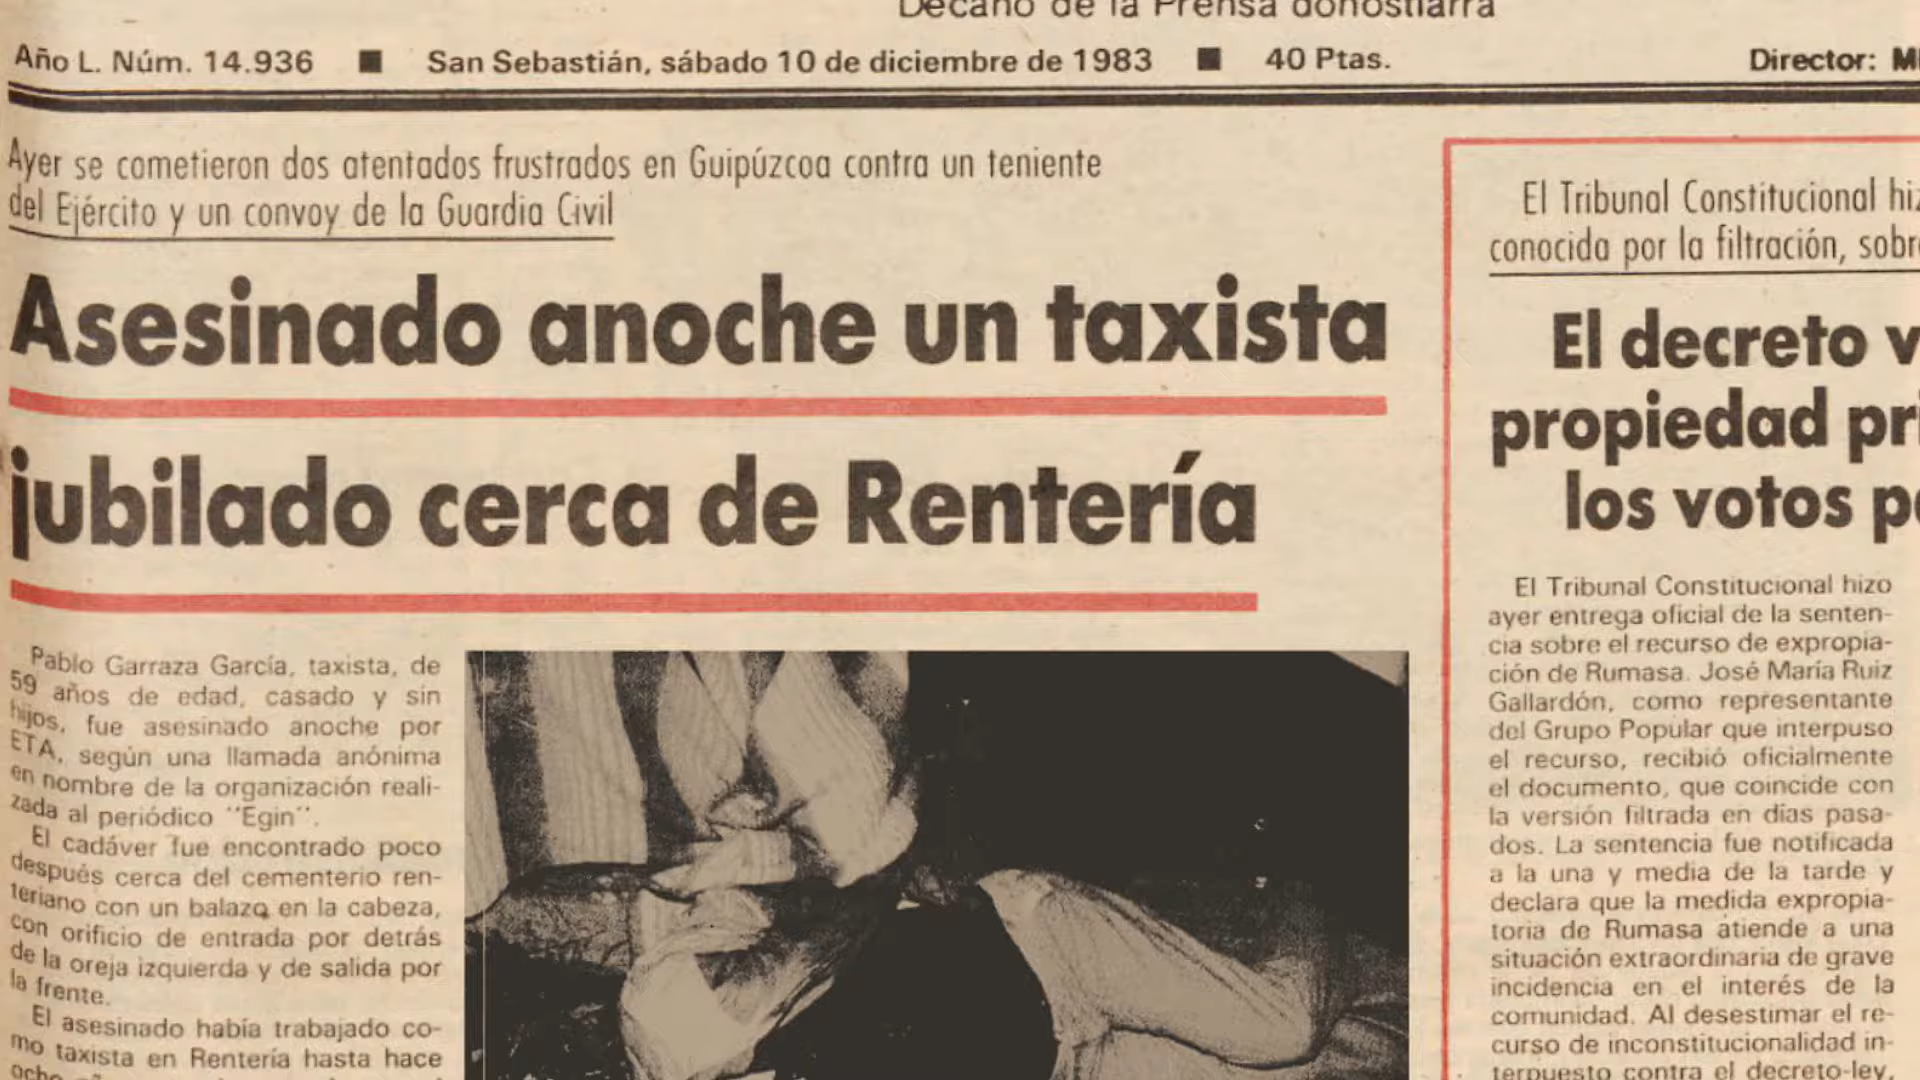 Decano de la Prensa donostiarra
Año L. Núm. 14.936 ■ San Sebastián, sábado 10 de diciembre de 1983 ■ 40 Ptas. Director:
Ayer se cometieron dos atentados frustrados en Guipúzcoa contra un teniente
del Ejército y un convoy de la Guardia Civil
Asesinado anoche un taxista
jubilado cerca de Rentería
Pablo Garraza García, taxista, de
59 años de edad, casado y sin
hijos, fue asesinado anoche por
ETA, según una llamada anónima
en nombre de la organización reali-
zada al periódico "Egin".
El cadáver fue encontrado poco
después cerca del cementerio ren-
teriano con un balazo en la cabeza,
con orificio de entrada por detrás
de la oreja izquierda y de salida por
la frente.
El asesinado había trabajado co-
mo taxista en Rentería hasta hace
ocho
El Tribunal Constitucional
conocida por la filtración,
El decreto
propiedad
los votos
El Tribunal Constitucional hizo
ayer entrega oficial de la senten-
cia sobre el recurso de expropia-
ción de Rumasa. José María Ruiz
Gallardón, como representante
del Grupo Popular que interpuso
el recurso, recibió oficialmente
el documento, que coincide con
la versión filtrada en días pasa-
dos. La sentencia fue notificada
a la una y media de la tarde y
declara que la medida expropia-
toria de Rumasa atiende a una
situación extraordinaria de grave
incidencia en el interés de la
comunidad. Al desestimar el re-
curso de inconstitucionalidad in-
terpuesto contra el decreto-ley,